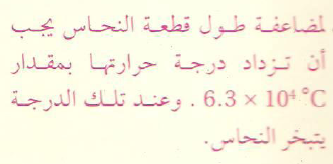 لمضاعفة طول قطعة النحاس يجب
أن تزداد درجة حرارتها بمقدار
6.3 × 10⁴ °C . وعند تلك الدرجة
يتبخر النحاس.